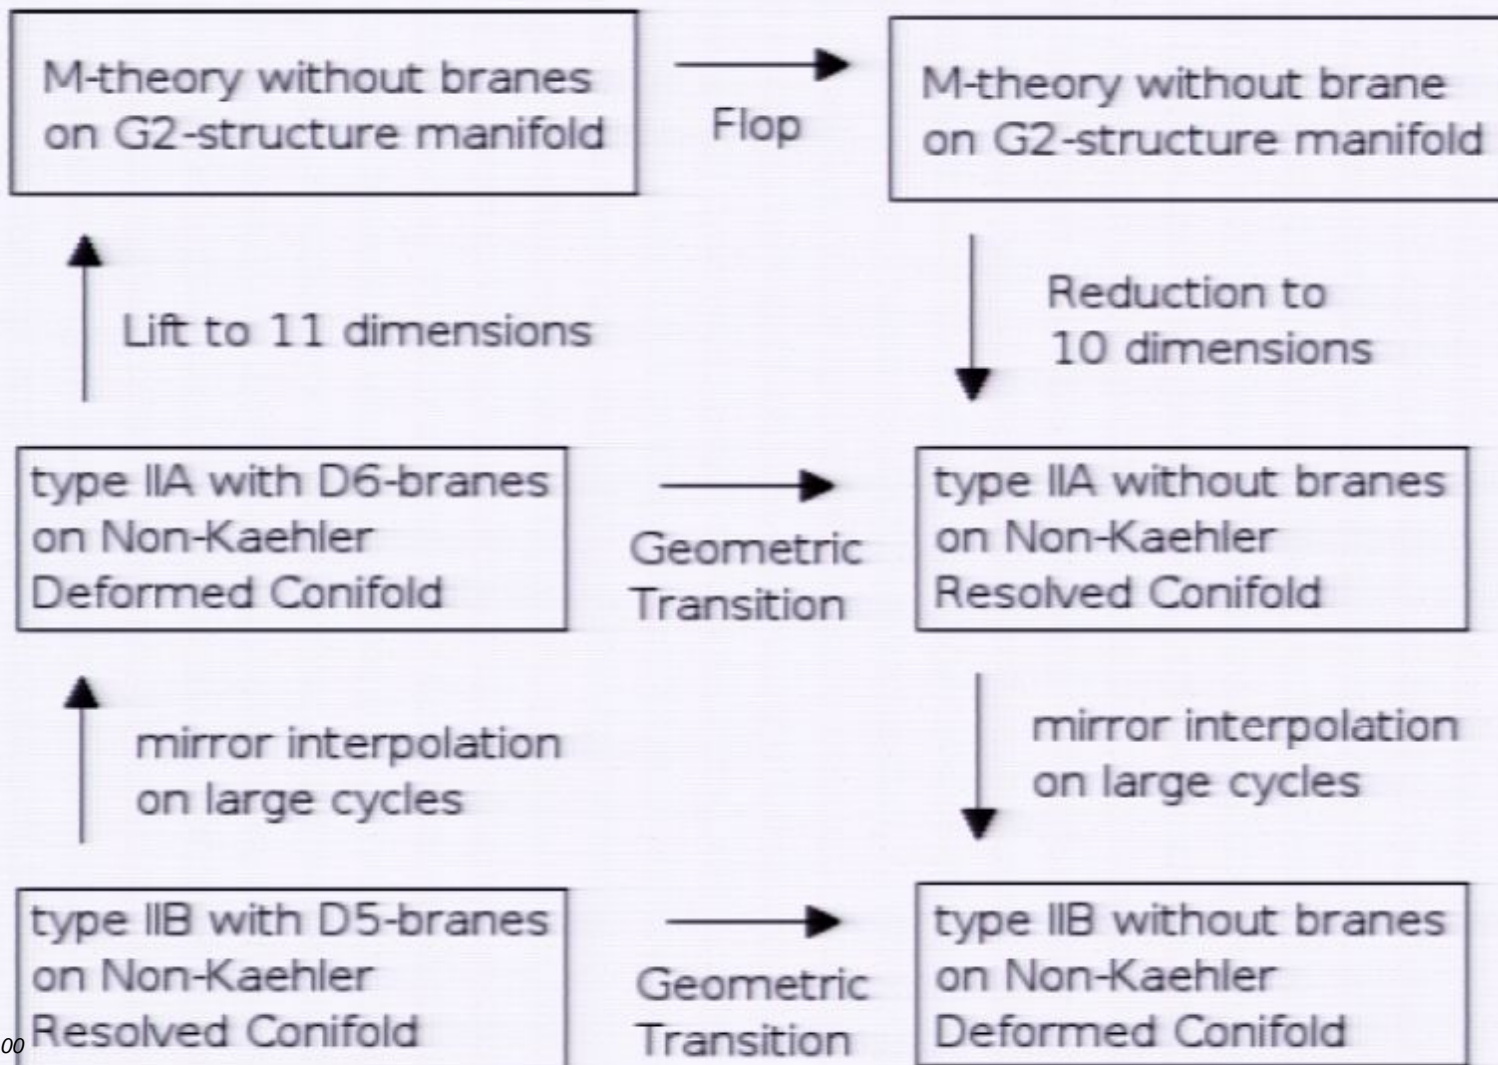 M-theory without branes
on G2-structure manifold
Flop
M-theory without brane
on G2-structure manifold
Lift to 11 dimensions
Reduction to
10 dimensions
type IIA with D6-branes
on Non-Kaehler
Deformed Conifold
Geometric
Transition
type IIA without branes
on Non-Kaehler
Resolved Conifold
mirror interpolation
on large cycles
mirror interpolation
on large cycles
type IIB with D5-branes
on Non-Kaehler
Resolved Conifold
Geometric
Transition
type IIB without branes
on Non-Kaehler
Deformed Conifold
00